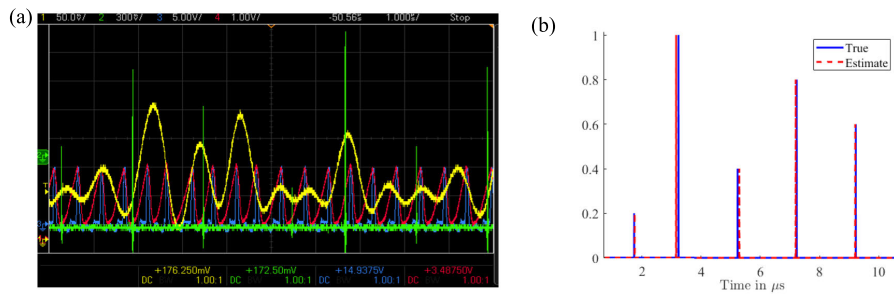 (a)
1 50.0V/ 2 300V/ 3 5.00V/ 4 1.00V/ -50.56% 1.000%/ Stop
+176.250mV +172.50mV +14.9375V +3.48750V
DC 1.00:1 DC 1.00:1 DC 1.00:1 DC 1.00:1
(b)
True
Estimate
1
0.8
0.6
0.4
0.2
0
2 4 6 8 10
Time in μs